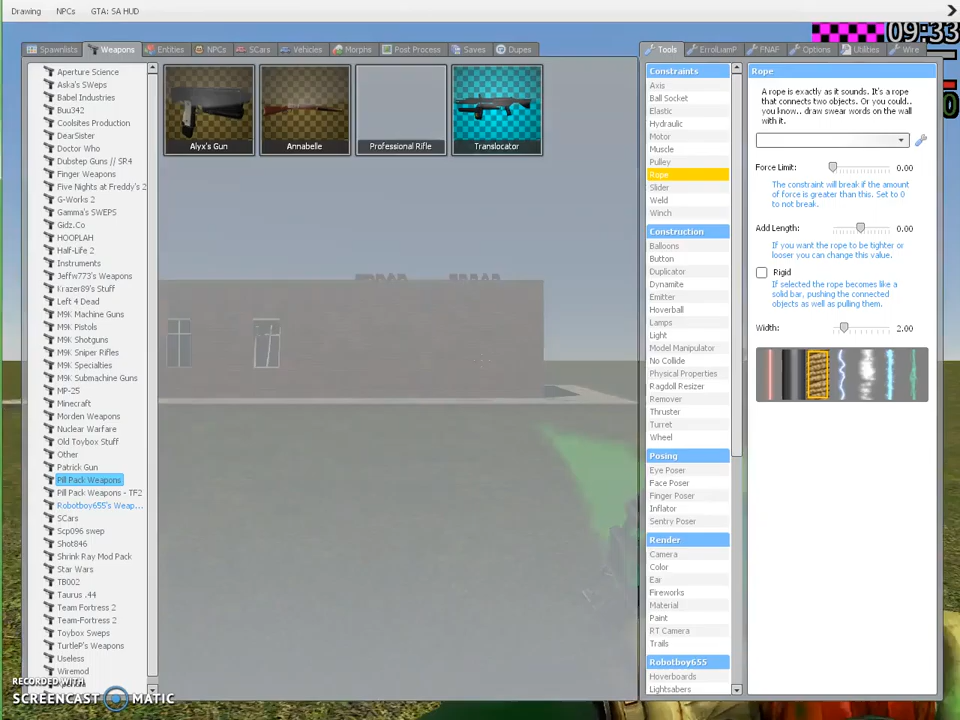 Drawing NPCs GTA: SA HUD
09:33
Spawnlists Weapons Entities NPCs SCars Vehicles Morphs Post Process Saves Dupes
Tools ErrolLiamP FNAF Options Utilities Wire
Aperture Science
Aska's SWeps
Babel Industries
Buu342
Coolsites Production
DearSister
Doctor Who
Dubstep Guns // SR4
Finger Weapons
Five Nights at Freddy's 2
G-Works 2
Gamma's SWEPS
Gidz.Co
HOOPLAH
Half-Life 2
Instruments
Jeffw773's Weapons
Krazer89's Stuff
Left 4 Dead
M9K Machine Guns
M9K Pistols
M9K Shotguns
M9K Sniper Rifles
M9K Specialties
M9K Submachine Guns
MP-25
Minecraft
Morden Weapons
Nuclear Warfare
Old Toybox Stuff
Other
Patrick Gun
Pill Pack Weapons
Pill Pack Weapons - TF2
Robotboy655's Weap...
SCars
Scp096 swep
Shot846
Shrink Ray Mod Pack
Star Wars
TB002
Taurus .44
Team Fortress 2
Team-Fortress 2
Toybox Sweps
TurtleP's Weapons
Useless
Wiremod
Alyx's Gun
Annabelle
Professional Rifle
Translocator
Constraints
Axis
Ball Socket
Elastic
Hydraulic
Motor
Muscle
Pulley
Rope
Slider
Weld
Winch
Construction
Balloons
Button
Duplicator
Dynamite
Emitter
Hoverball
Lamps
Light
Model Manipulator
No Collide
Physical Properties
Ragdoll Resizer
Remover
Thruster
Turret
Wheel
Posing
Eye Poser
Face Poser
Finger Poser
Inflator
Sentry Poser
Render
Camera
Color
Ear
Fireworks
Material
Paint
RT Camera
Trails
Robotboy655
Hoverboards
Lightsabers
Rope
A rope is exactly as it sounds. It's a rope
that connects two objects. Or you could..
you know.. draw swear words on the wall
with it.
Force Limit: 0.00
The constraint will break if the amount
of force is greater than this. Set to 0
to not break.
Add Length: 0.00
If you want the rope to be tighter or
looser you can change this value.
Rigid
If selected the rope becomes like a
solid bar, pushing the connected
objects as well as pulling them.
Width: 2.00
RECORDED WITH
SCREENCAST MATIC